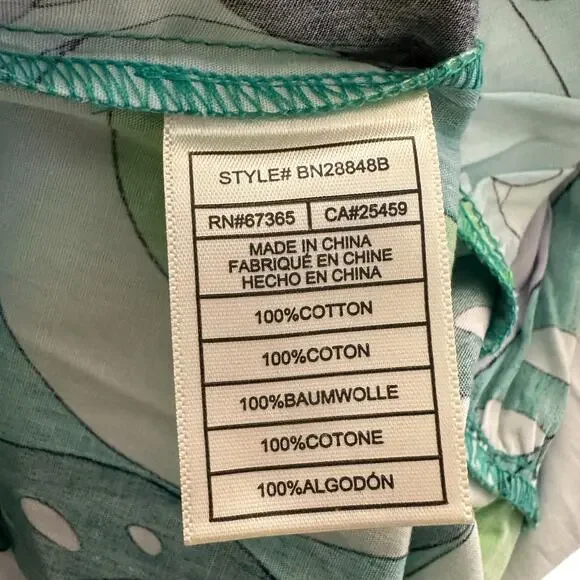 STYLE# BN28848B
RN#67365 CA#25459
MADE IN CHINA
FABRIQUÉ EN CHINE
HECHO EN CHINA
100%COTTON
100%COTON
100%BAUMWOLLE
100%COTONE
100%ALGODÓN